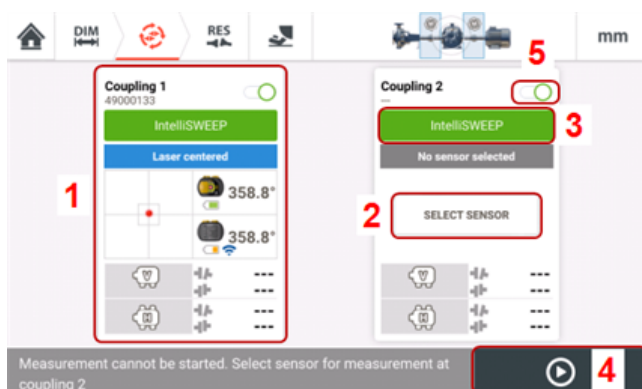 DIM
RES
mm
5
Coupling 1
49000133
IntelliSWEEP
Laser centered
358.8°
358.8°
V
---
---
H
---
---
1
Coupling 2
---
IntelliSWEEP
3
No sensor selected
2
SELECT SENSOR
V
---
---
H
---
---
Measurement cannot be started. Select sensor for measurement at
coupling 2
4